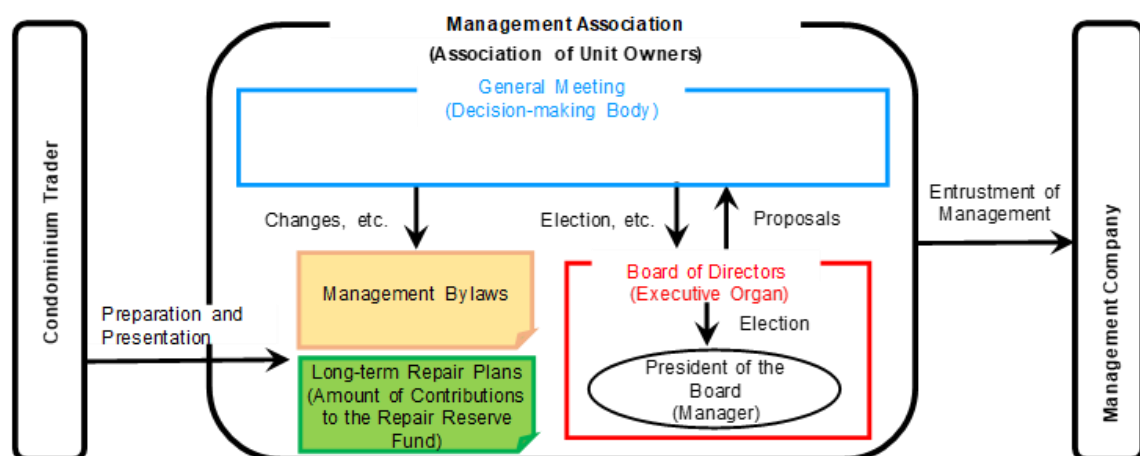 Condominium Trader
Management Association
(Association of Unit Owners)
General Meeting
(Decision-making Body)
Changes, etc.
Election, etc.
Proposals
Entrustment of
Management
Management Bylaws
Board of Directors
(Executive Organ)
Election
Preparation and
Presentation
Long-term Repair Plans
(Amount of Contributions
to the Repair Reserve
Fund)
President of the
Board
(Manager)
Management Company